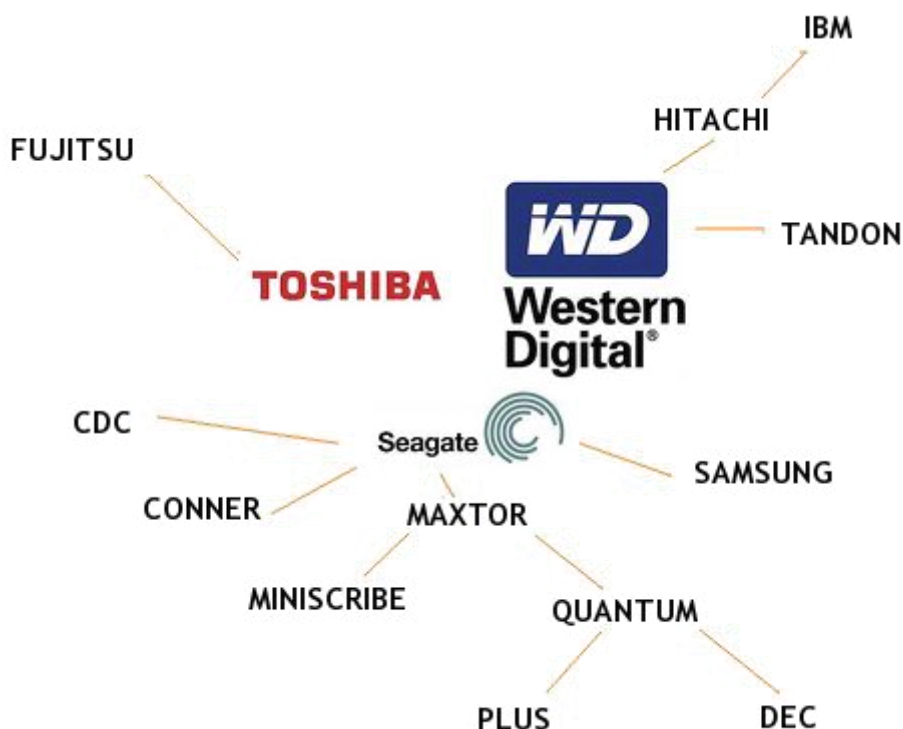 IBM
HITACHI
FUJITSU
WD
TANDON
TOSHIBA
Western
Digital®
CDC
Seagate
SAMSUNG
CONNER
MAXTOR
MINISCRIBE
QUANTUM
PLUS
DEC